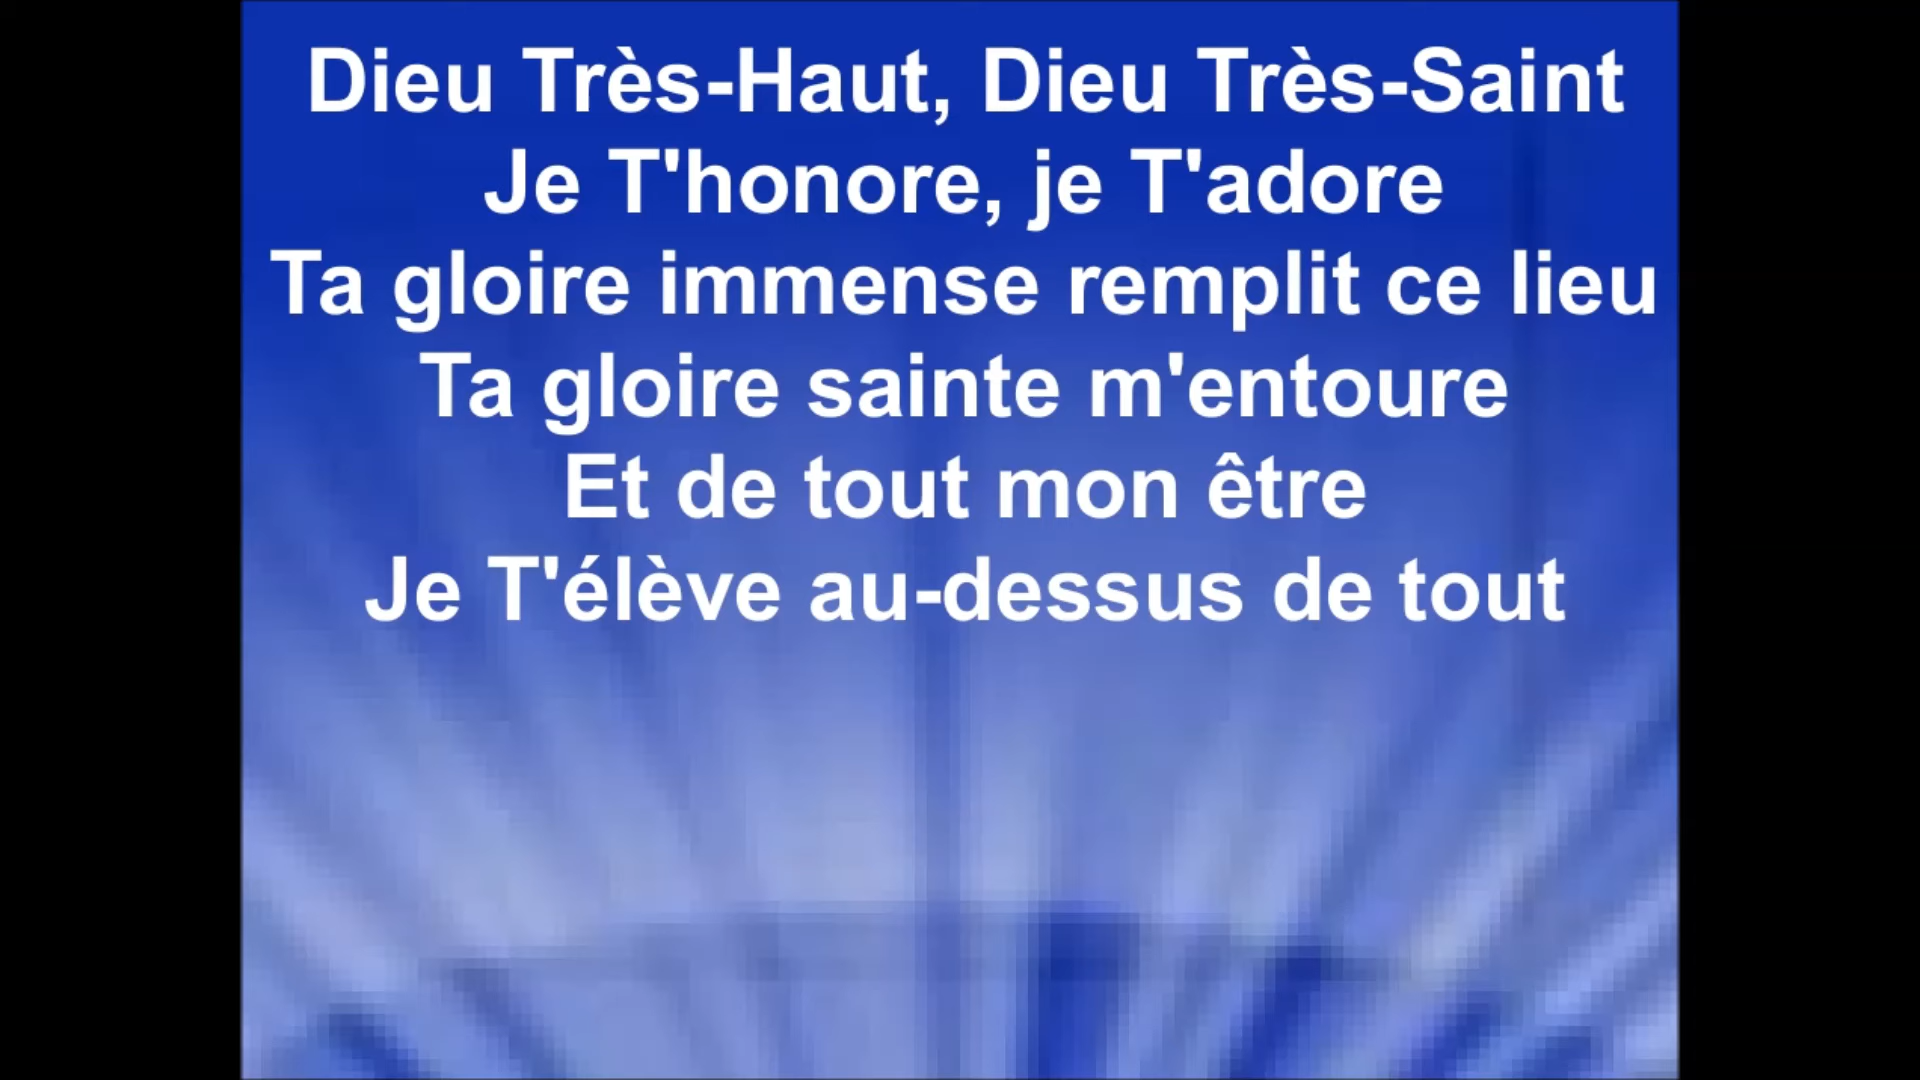 Dieu Très-Haut, Dieu Très-Saint
Je T'honore, je T'adore
Ta gloire immense remplit ce lieu
Ta gloire sainte m'entoure
Et de tout mon être
Je T'élève au-dessus de tout